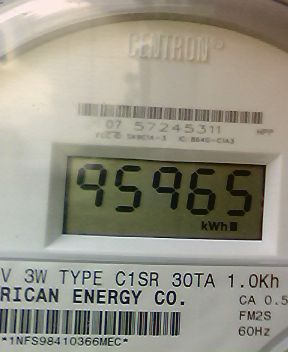 CENTRON
07 57245311
95965
kWh
V 3W TYPE C1SR 30TA 1.0Kh
RICAN ENERGY CO.
CA 0.5
FM2S
60Hz
*1NFS98410366MEC*